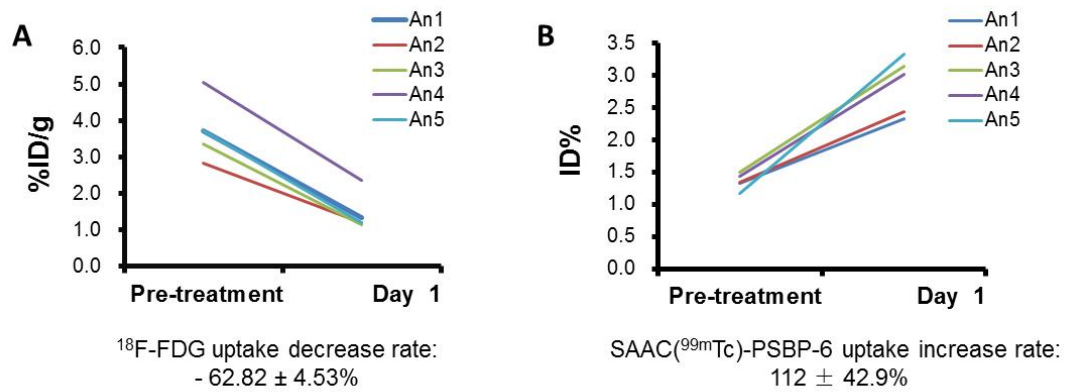 A
%ID/g
6.0
5.0
4.0
3.0
2.0
1.0
0.0
An1
An2
An3
An4
An5
Pre-treatment Day 1
¹⁸F-FDG uptake decrease rate:
- 62.82 ± 4.53%
B
ID%
3.5
3.0
2.5
2.0
1.5
1.0
0.5
0.0
An1
An2
An3
An4
An5
Pre-treatment Day 1
SAAC(⁹⁹ᵐTc)-PSBP-6 uptake increase rate:
112 ± 42.9%